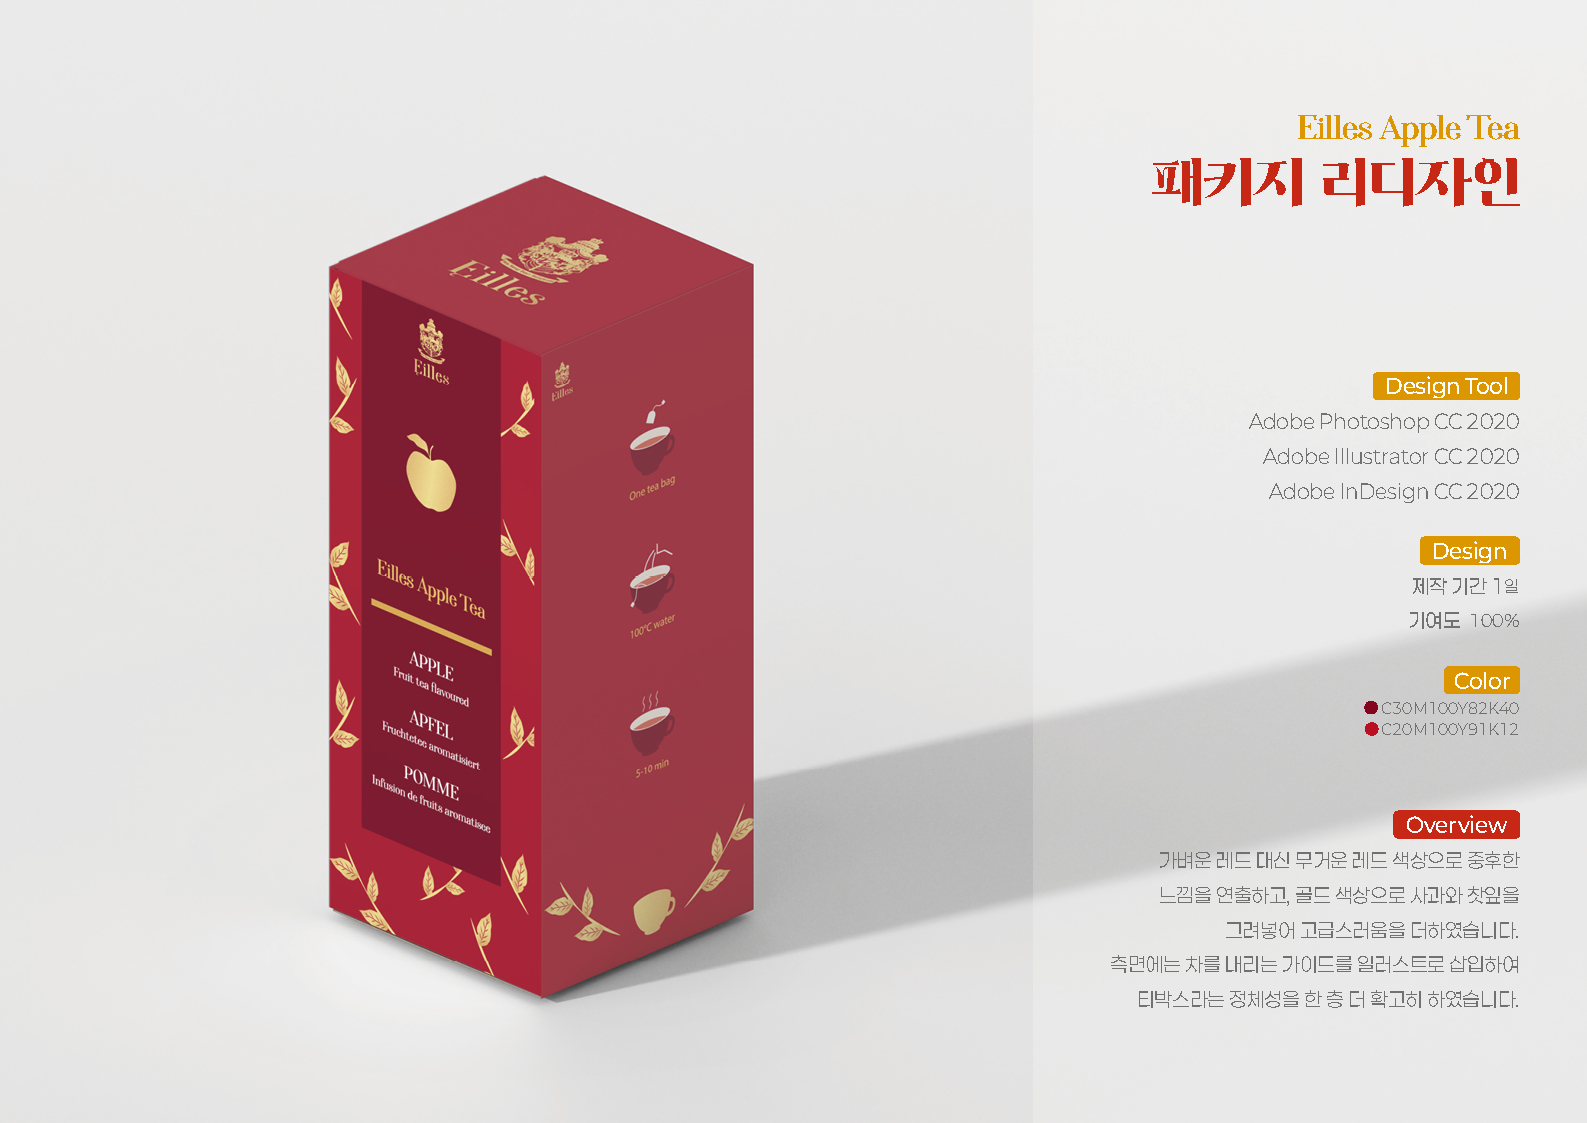 Eilles
Eilles
Eilles Apple Tea
APPLE
Fruit tea flavoured
APFEL
Fruchtetee aromatisiert
POMME
Infusion de fruits aromatisee
Eilles
One tea bag
100°C water
5-10 min
Eilles Apple Tea
패키지 리디자인
Design Tool
Adobe Photoshop CC 2020
Adobe Illustrator CC 2020
Adobe InDesign CC 2020
Design
제작 기간 1일
기여도 100%
Color
C30M100Y82K40
C20M100Y91K12
Overview
가벼운 레드 대신 무거운 레드 색상으로 중후한
느낌을 연출하고, 골드 색상으로 사과와 찻잎을
그려넣어 고급스러움을 더하였습니다.
측면에는 차를 내리는 가이드를 일러스트로 삽입하여
티박스라는 정체성을 한 층 더 확고히 하였습니다.